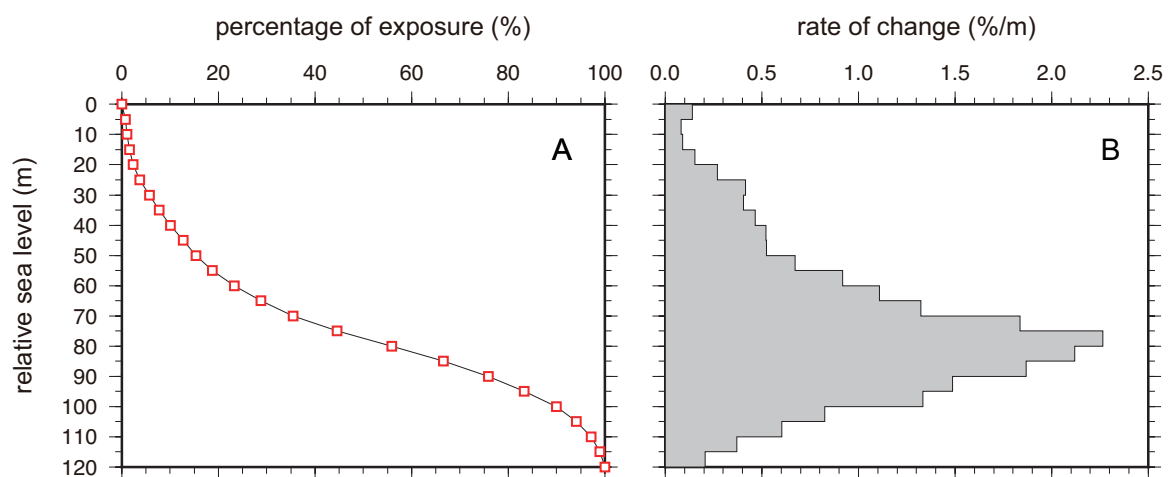 percentage of exposure (%)
rate of change (%/m)
0 20 40 60 80 100
0.0 0.5 1.0 1.5 2.0 2.5
relative sea level (m)
0
10
20
30
40
50
60
70
80
90
100
110
120
A
B